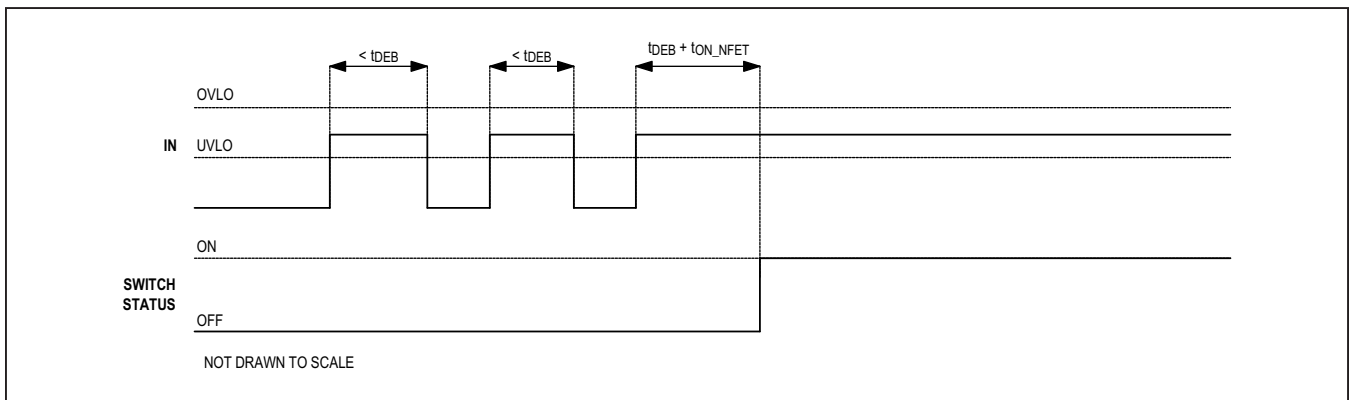 < tDEB
< tDEB
tDEB + tON_NFET
OVLO
IN
UVLO
ON
SWITCH
STATUS
OFF
NOT DRAWN TO SCALE